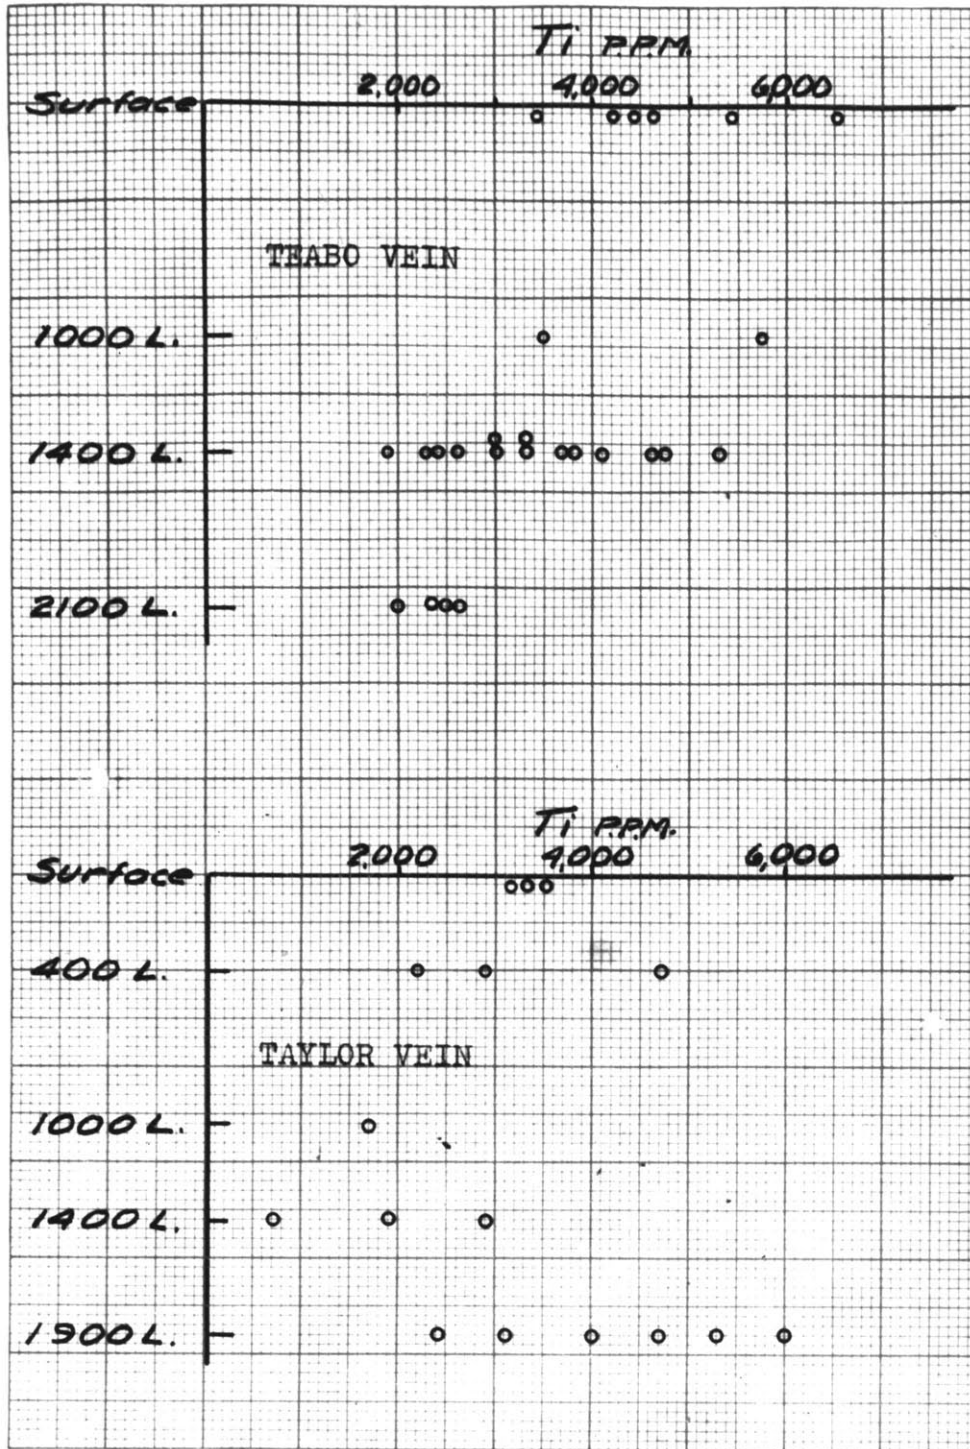 Ti P.P.M.
2,000 4,000 6,000
Surface
TEABO VEIN
1000 L.
1400 L.
2100 L.
Ti P.P.M.
2,000 4,000 6,000
Surface
400 L.
TAYLOR VEIN
1000 L.
1400 L.
1900 L.